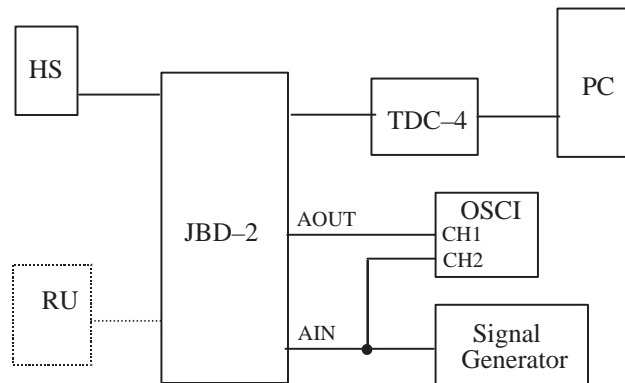 HS
PC
TDC–4
JBD–2
AOUT
OSCI
CH1
CH2
RU
AIN
Signal
Generator